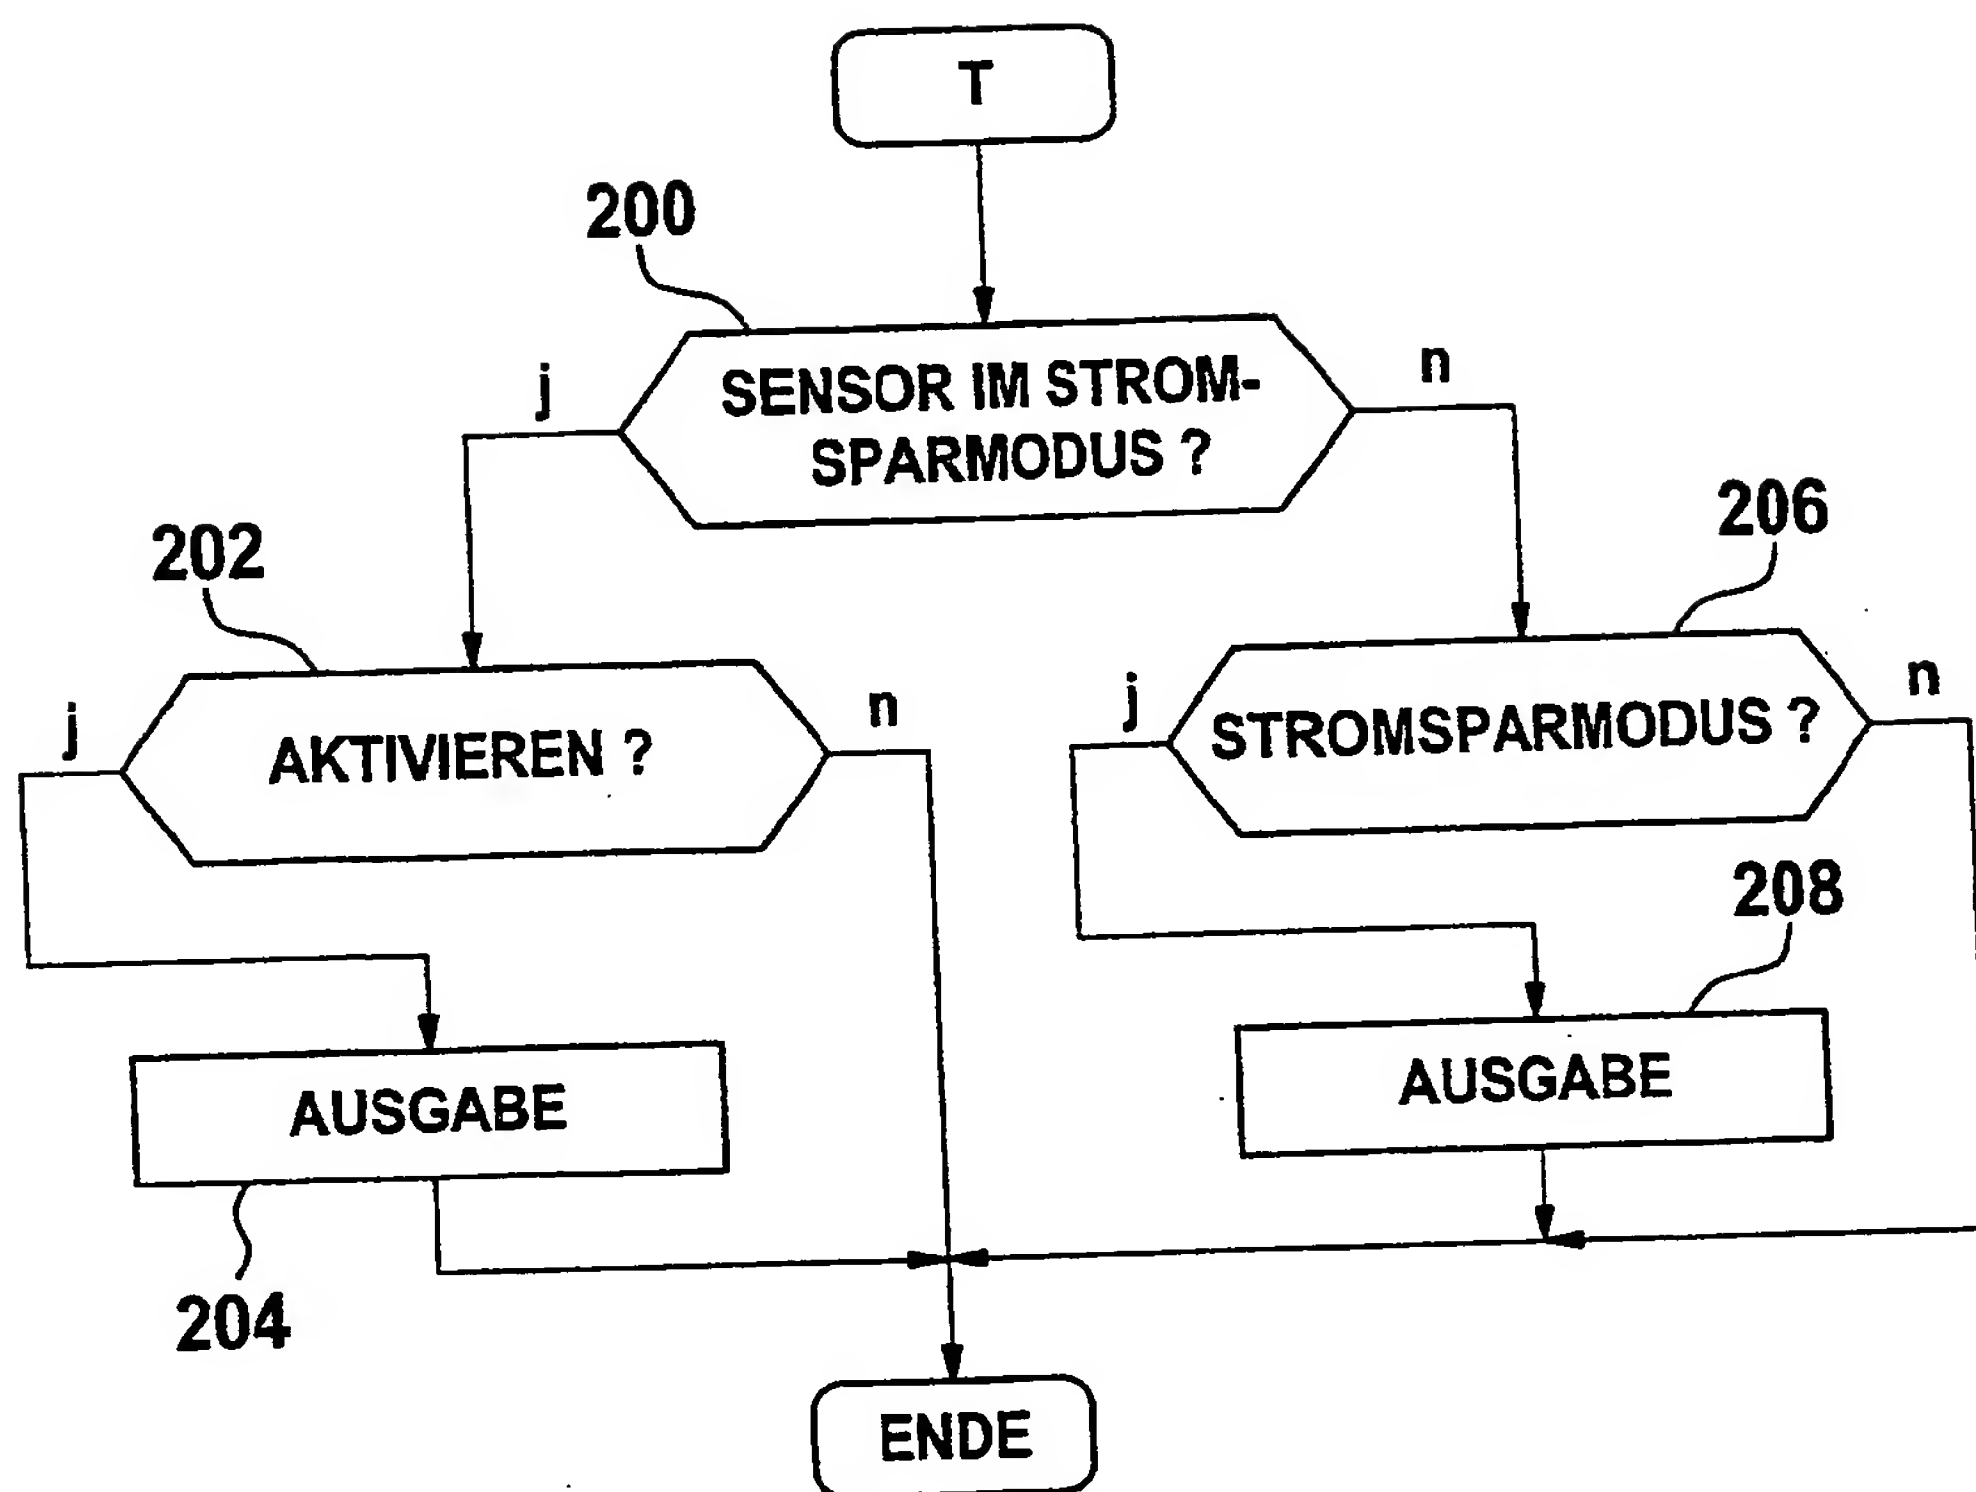 T
200
SENSOR IM STROM-
SPARMODUS ?
j
n
202
206
AKTIVIEREN ?
j
n
STROMSPARMODUS ?
j
n
208
AUSGABE
AUSGABE
204
ENDE